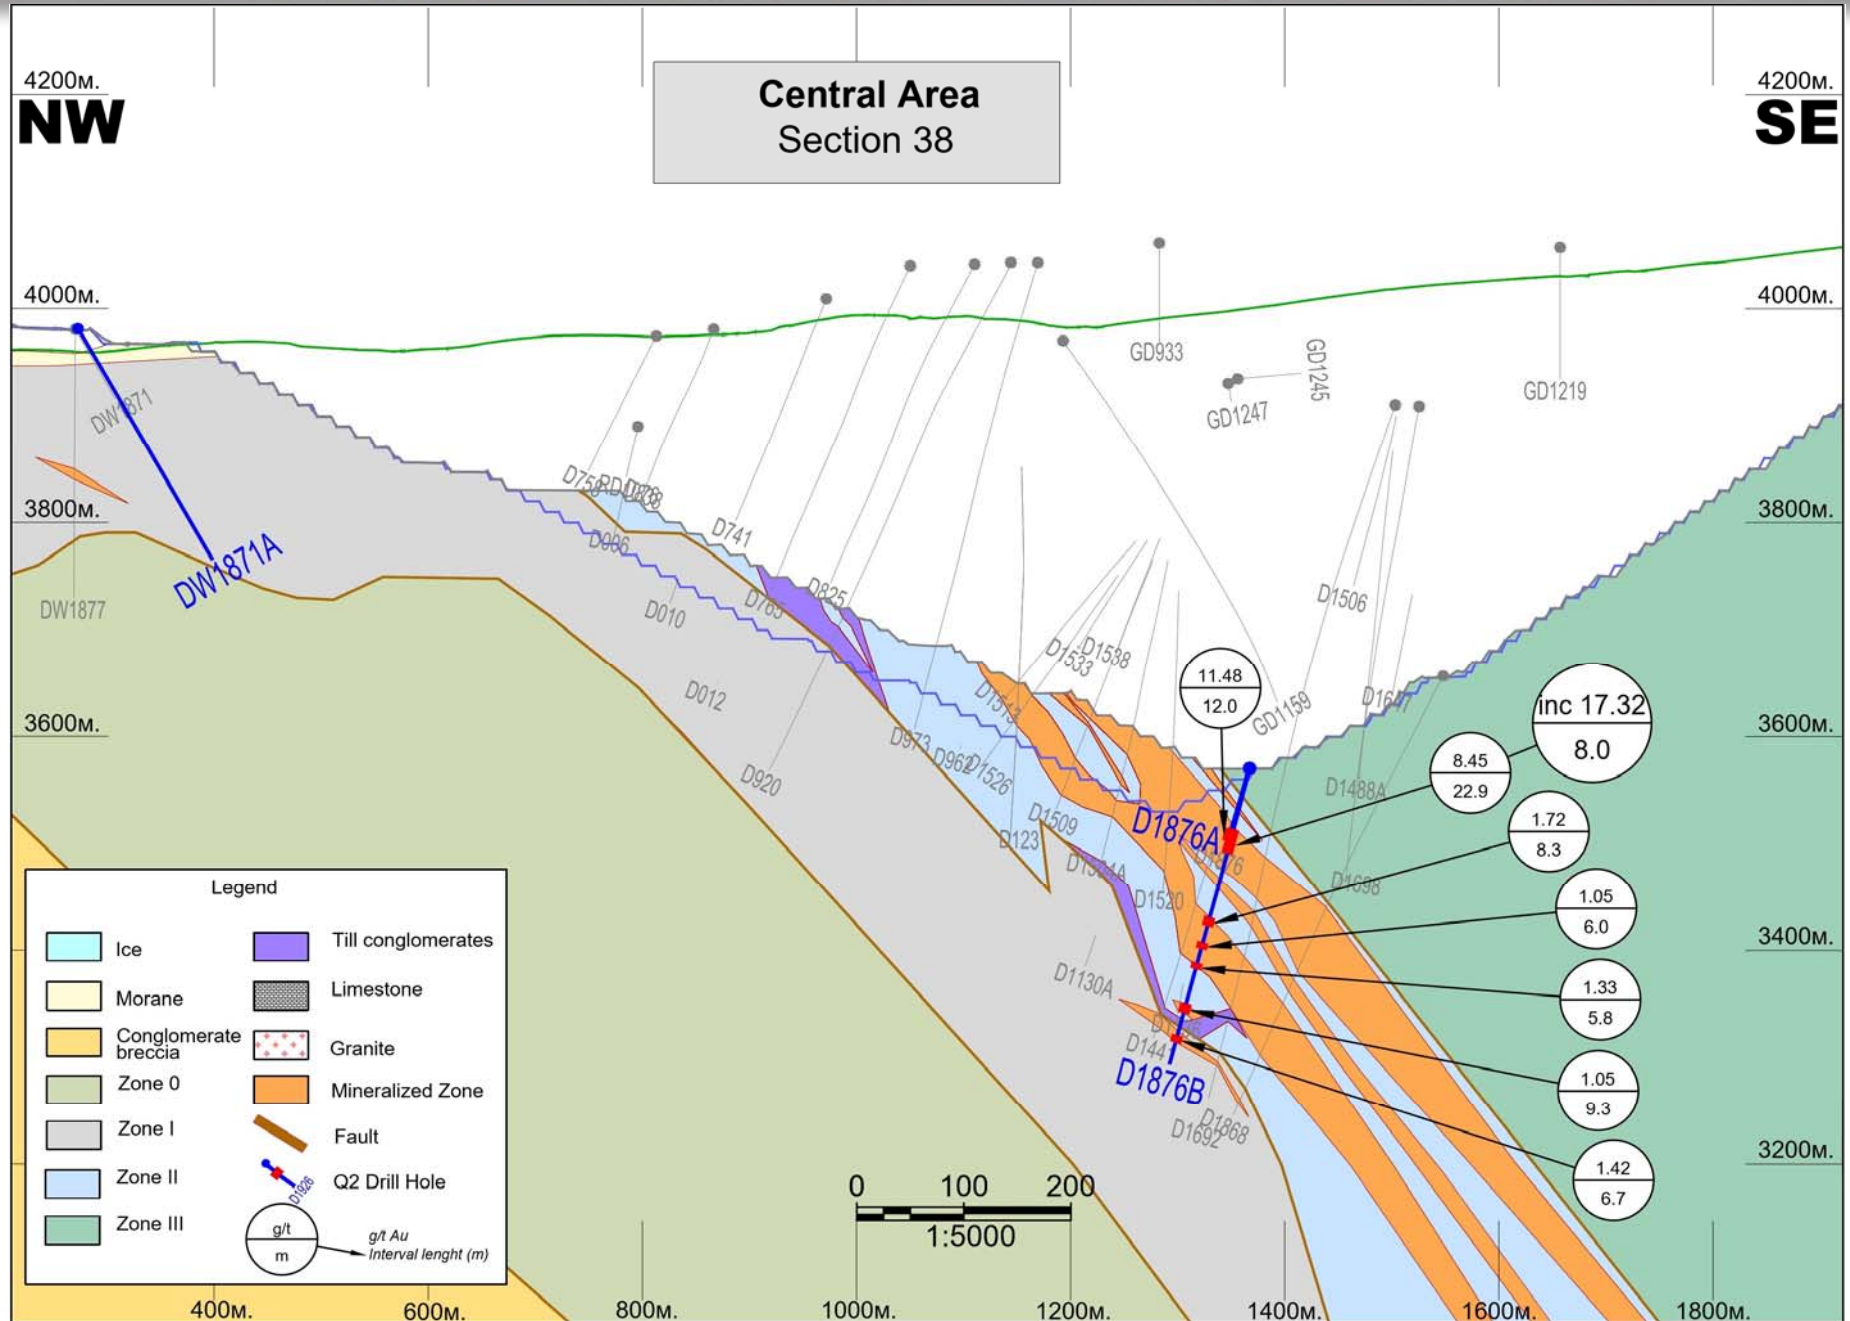 4200м.
4200м.
NW
SE
Central Area
Section 38
4000м.
4000м.
GD933
GD1245
GD1247
GD1219
DW1871
DW1871A
DW1877
3800м.
3800м.
D741
D006
D010
D765
D825
D012
D920
D1506
D1533
D1538
D1513
GD1159
11.48
12.0
inc 17.32
8.0
8.45
22.9
1.72
8.3
1.05
6.0
1.33
5.8
1.05
9.3
1.42
6.7
3600м.
3600м.
D973
D962
D1526
D1488A
D1509
D123
D1876A
D1876
D1698
D1520
D1130A
D1441
D1876B
D1868
D1692
3400м.
3400м.
3200м.
Legend
Ice
Morane
Conglomerate
breccia
Zone 0
Zone I
Zone II
Zone III
Till conglomerates
Limestone
Granite
Mineralized Zone
Fault
Q2 Drill Hole
D1926
g/t
m
g/t Au
Interval lenght (m)
0 100 200
1:5000
400м. 600м. 800м. 1000м. 1200м. 1400м. 1600м. 1800м.